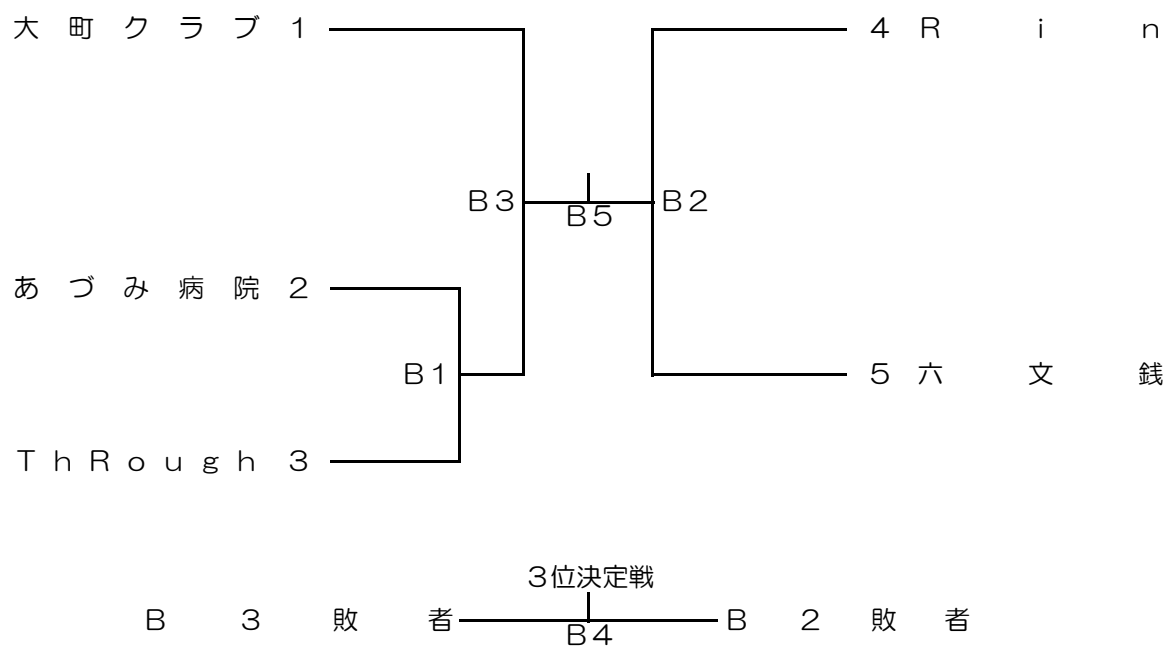 大町クラブ 1
4 Rin
B3
B2
B5
あづみ病院 2
B1
5 六文銭
ThRough 3
3位決定戦
B3敗者
B2敗者
B4